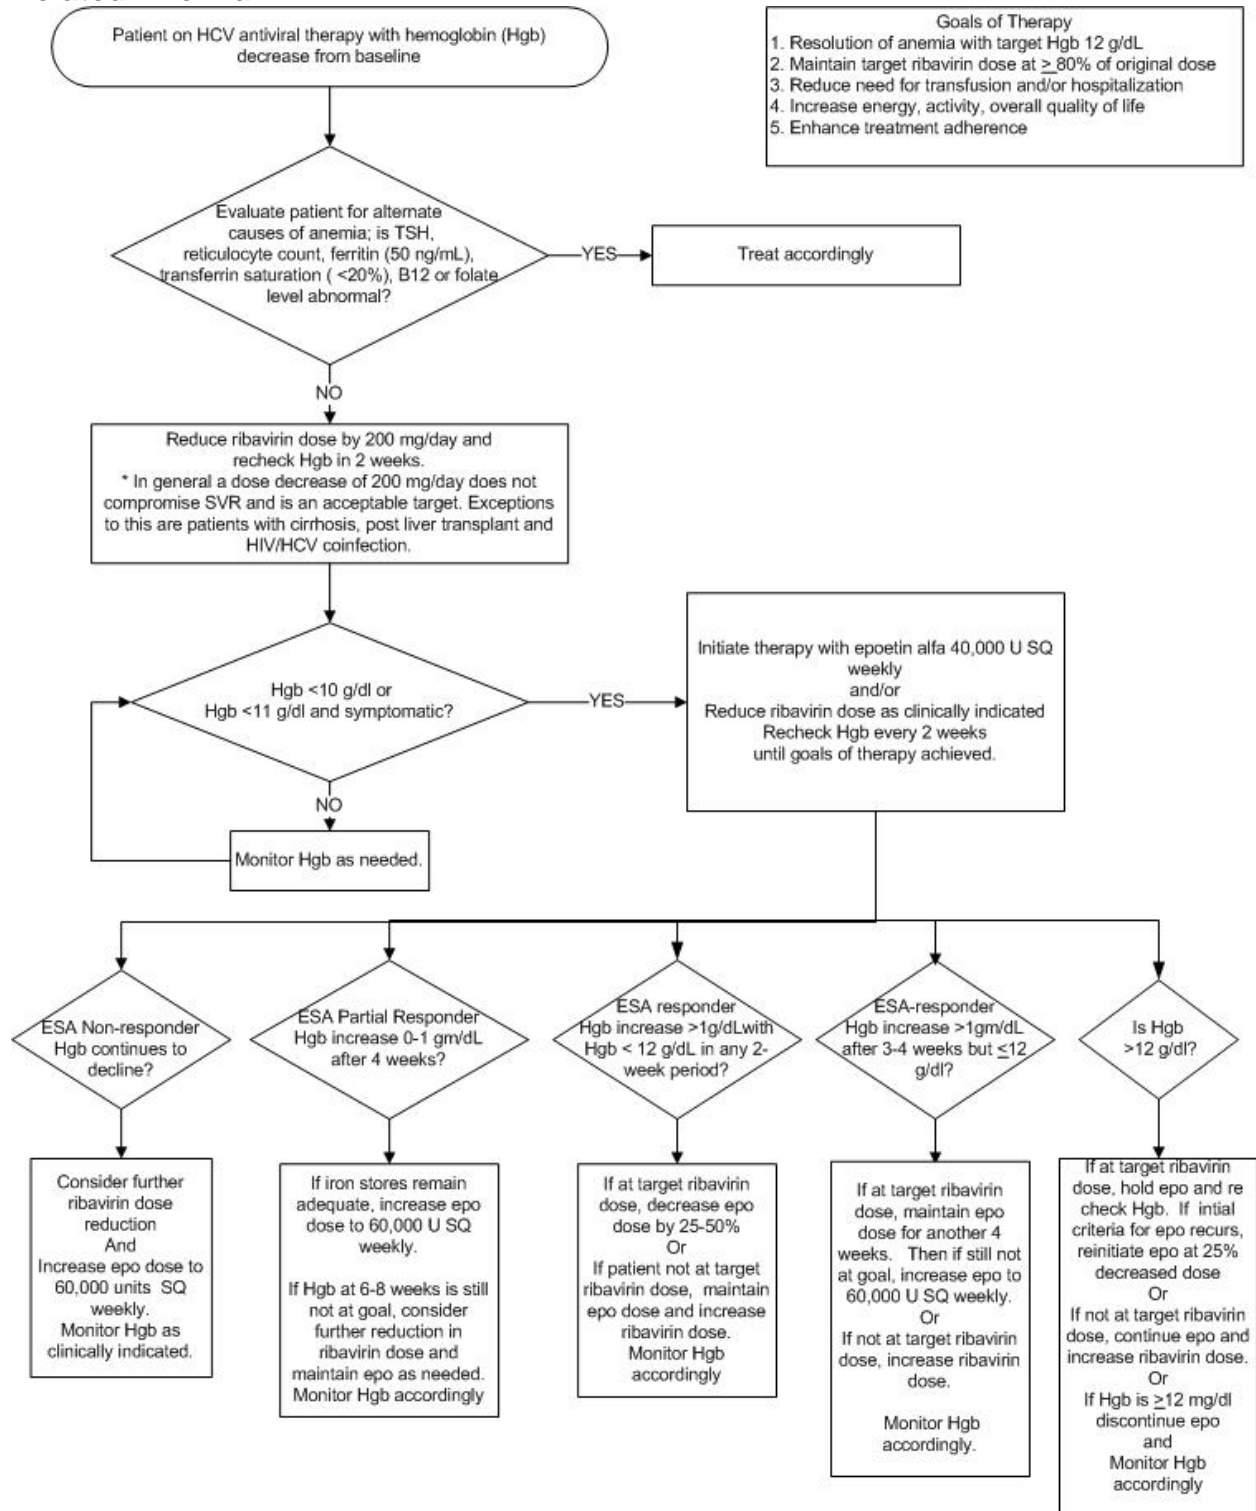 Patient on HCV antiviral therapy with hemoglobin (Hgb)
decrease from baseline
Goals of Therapy
1. Resolution of anemia with target Hgb 12 g/dL
2. Maintain target ribavirin dose at > 80% of original dose
3. Reduce need for transfusion and/or hospitalization
4. Increase energy, activity, overall quality of life
5. Enhance treatment adherence
Evaluate patient for alternate
causes of anemia; is TSH,
reticulocyte count, ferritin (50 ng/mL),
transferrin saturation ( <20%), B12 or folate
level abnormal?
YES
Treat accordingly
NO
Reduce ribavirin dose by 200 mg/day and
recheck Hgb in 2 weeks.
* In general a dose decrease of 200 mg/day does not
compromise SVR and is an acceptable target. Exceptions
to this are patients with cirrhosis, post liver transplant and
HIV/HCV coinfection.
Hgb <10 g/dl or
Hgb <11 g/dl and symptomatic?
YES
Initiate therapy with epoetin alfa 40,000 U SQ
weekly
and/or
Reduce ribavirin dose as clinically indicated
Recheck Hgb every 2 weeks
until goals of therapy achieved.
NO
Monitor Hgb as needed.
ESA Non-responder
Hgb continues to
decline?
ESA Partial Responder
Hgb increase 0-1 gm/dL
after 4 weeks?
ESA responder
Hgb increase >1g/dLwith
Hgb < 12 g/dL in any 2-
week period?
ESA-responder
Hgb increase >1gm/dL
after 3-4 weeks but <12
g/dl?
Is Hgb
>12 g/dl?
Consider further
ribavirin dose
reduction
And
Increase epo dose to
60,000 units SQ
weekly.
Monitor Hgb as
clinically indicated.
If iron stores remain
adequate, increase epo
dose to 60,000 U SQ
weekly.
If Hgb at 6-8 weeks is still
not at goal, consider
further reduction in
ribavirin dose and
maintain epo as needed.
Monitor Hgb accordingly
If at target ribavirin
dose, decrease epo
dose by 25-50%
Or
If patient not at target
ribavirin dose, maintain
epo dose and increase
ribavirin dose.
Monitor Hgb
accordingly
If at target ribavirin
dose, maintain epo
dose for another 4
weeks. Then if still not
at goal, increase epo to
60,000 U SQ weekly.
Or
If not at target ribavirin
dose, increase ribavirin
dose.
Monitor Hgb
accordingly.
If at target ribavirin
dose, hold epo and re
check Hgb. If intial
criteria for epo recurs,
reinitiate epo at 25%
decreased dose
Or
If not at target ribavirin
dose, continue epo and
increase ribavirin dose.
Or
If Hgb is >12 mg/dl
discontinue epo
and
Monitor Hgb
accordingly